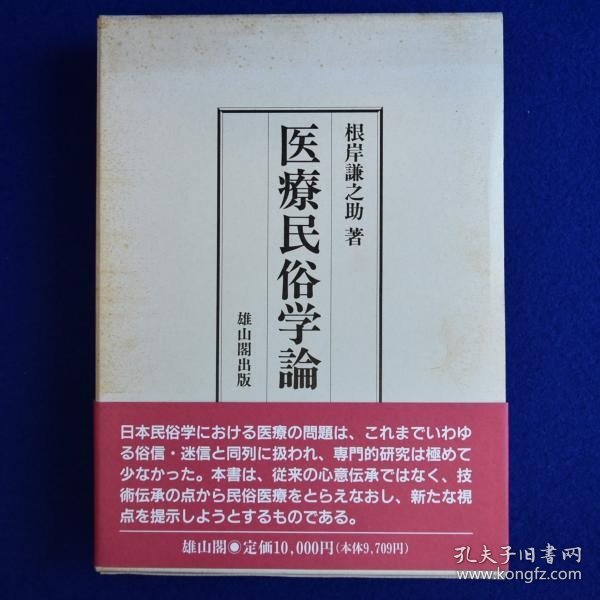 根岸謙之助 著
医療民俗学論
雄山閣出版
日本民俗学における医療の問題は、これまでいわゆ
る俗信・迷信と同列に扱われ、専門的研究は極めて
少なかった。本書は、従来の心意伝承ではなく、技
術伝承の点から民俗医療をとらえなおし、新たな視
点を提示しようとするものである。
雄山閣●定価10,000円(本体9,709円)
孔夫子旧书网
www.kongfz.com